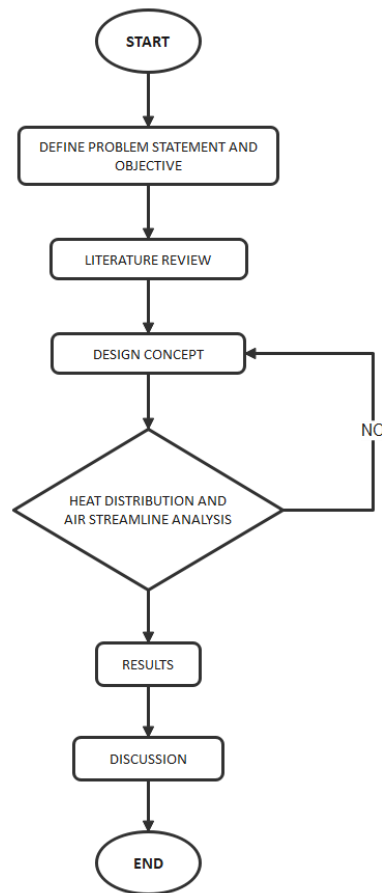 START
DEFINE PROBLEM STATEMENT AND
OBJECTIVE
LITERATURE REVIEW
DESIGN CONCEPT
NO
HEAT DISTRIBUTION AND
AIR STREAMLINE ANALYSIS
RESULTS
DISCUSSION
END